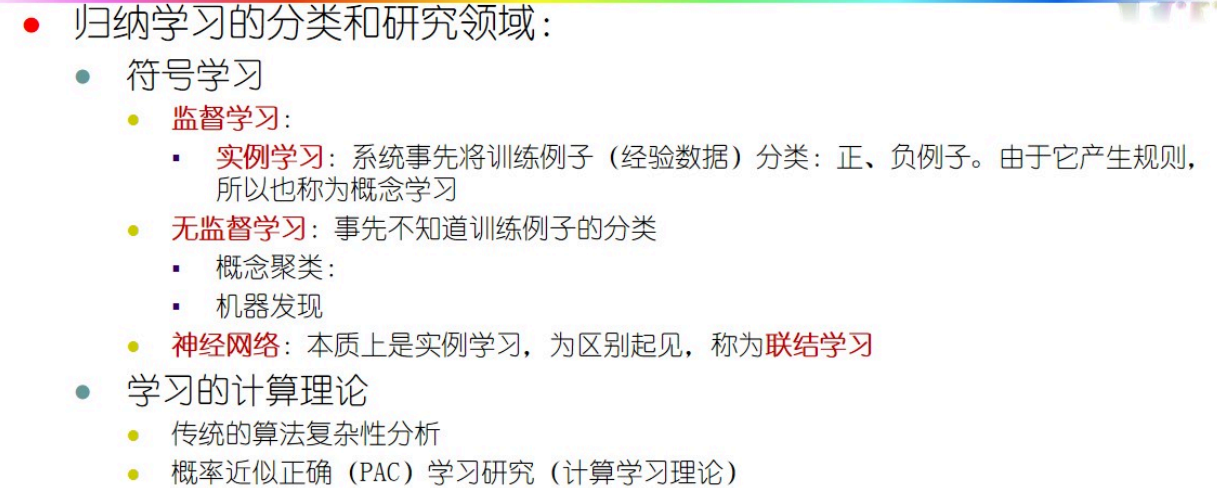 归纳学习的分类和研究领域：
符号学习
监督学习：
实例学习：系统事先将训练例子（经验数据）分类：正、负例子。由于它产生规则，
所以也称为概念学习
无监督学习：事先不知道训练例子的分类
概念聚类：
机器发现
神经网络：本质上是实例学习，为区别起见，称为联结学习
学习的计算理论
传统的算法复杂性分析
概率近似正确（PAC）学习研究（计算学习理论）